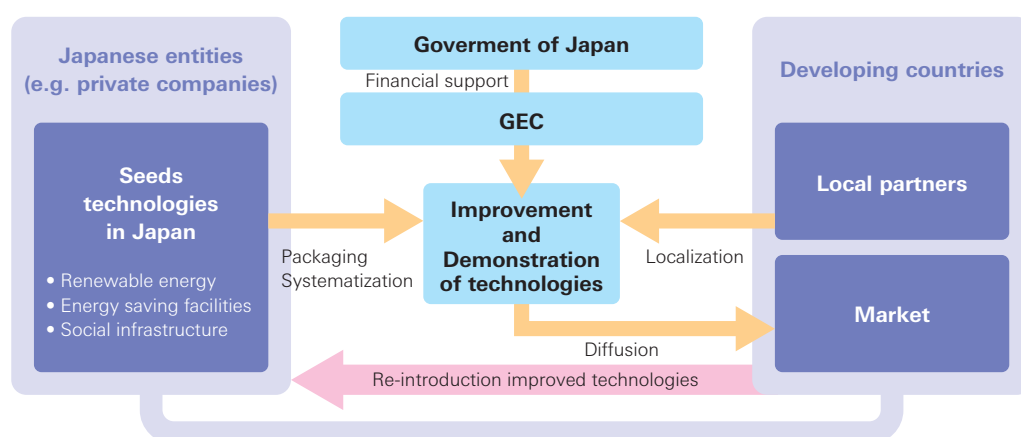 Japanese entities
(e.g. private companies)
Seeds
technologies
in Japan
• Renewable energy
• Energy saving facilities
• Social infrastructure
Goverment of Japan
Financial support
GEC
Improvement
and
Demonstration
of technologies
Packaging
Systematization
Localization
Diffusion
Developing countries
Local partners
Market
Re-introduction improved technologies